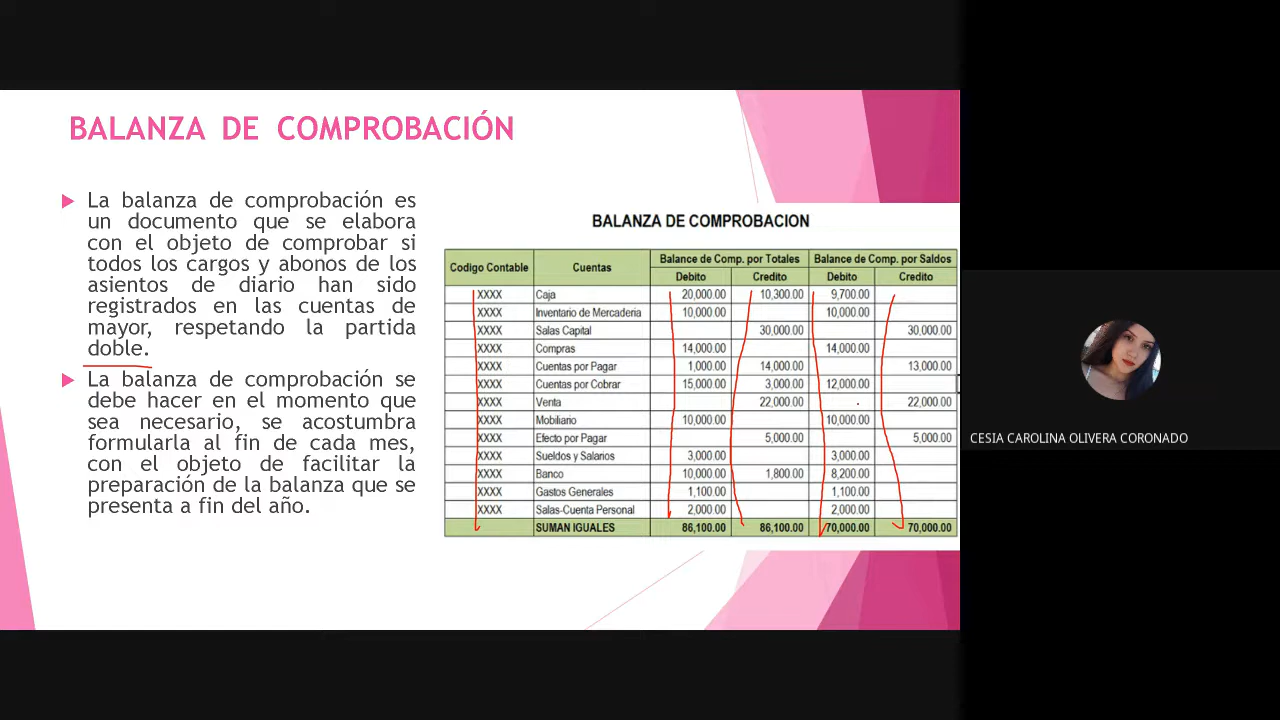 BALANZA DE COMPROBACIÓN
La balanza de comprobación es
un documento que se elabora
con el objeto de comprobar si
todos los cargos y abonos de los
asientos de diario han sido
registrados en las cuentas de
mayor, respetando la partida
doble.
La balanza de comprobación se
debe hacer en el momento que
sea necesario, se acostumbra
formularla al fin de cada mes,
con el objeto de facilitar la
preparación de la balanza que se
presenta a fin del año.
BALANZA DE COMPROBACION
Codigo Contable Cuentas Balance de Comp. por Totales Balance de Comp. por Saldos
Debito Credito Debito Credito
XXXX Caja 20,000.00 10,300.00 9,700.00
XXXX Inventario de Mercaderia 10,000.00 10,000.00
XXXX Salas Capital 30,000.00 30,000.00
XXXX Compras 14,000.00 14,000.00
XXXX Cuentas por Pagar 1,000.00 14,000.00 13,000.00
XXXX Cuentas por Cobrar 15,000.00 3,000.00 12,000.00
XXXX Venta 22,000.00 22,000.00
XXXX Mobiliario 10,000.00 10,000.00
XXXX Efecto por Pagar 5,000.00 5,000.00
XXXX Sueldos y Salarios 3,000.00 3,000.00
XXXX Banco 10,000.00 1,800.00 8,200.00
XXXX Gastos Generales 1,100.00 1,100.00
XXXX Salas-Cuenta Personal 2,000.00 2,000.00
SUMAN IGUALES 86,100.00 86,100.00 70,000.00 70,000.00
CESIA CAROLINA OLIVERA CORONADO